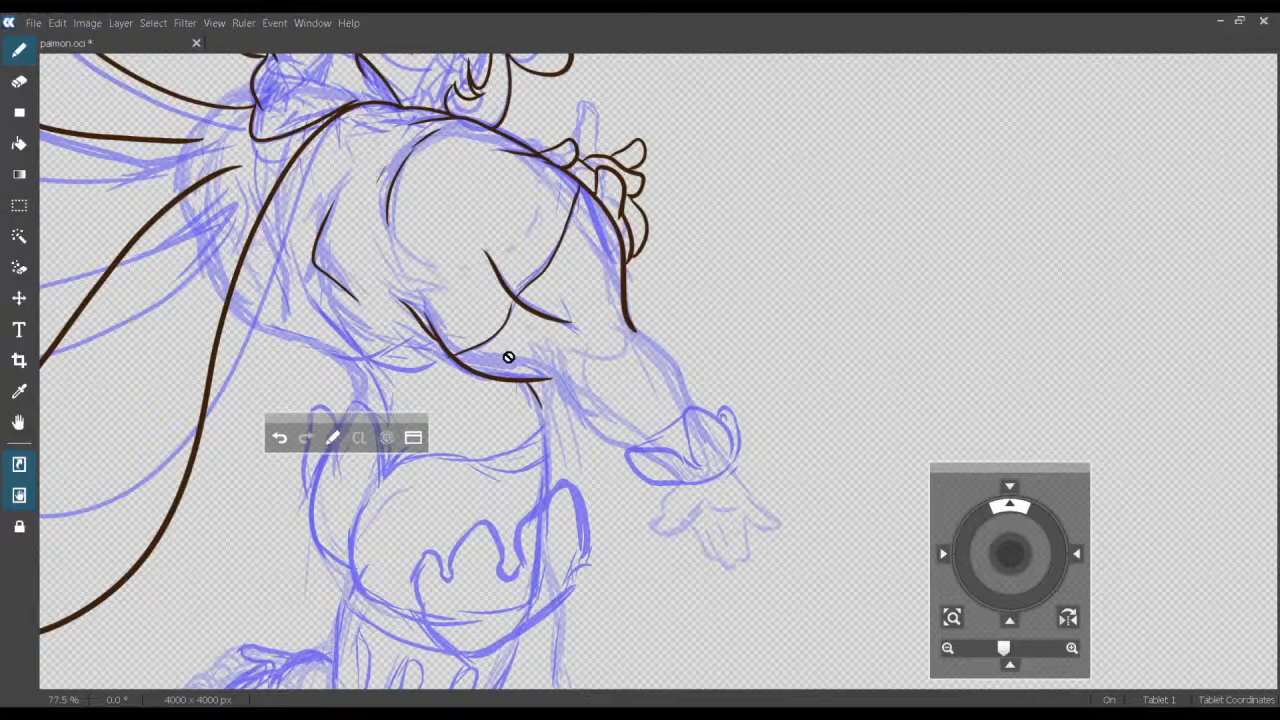 File Edit Image Layer Select Filter View Ruler Event Window Help
paimon.oci *
CL
77.5 % 0.0 ° 4000 x 4000 px On Tablet 1 Tablet Coordinates